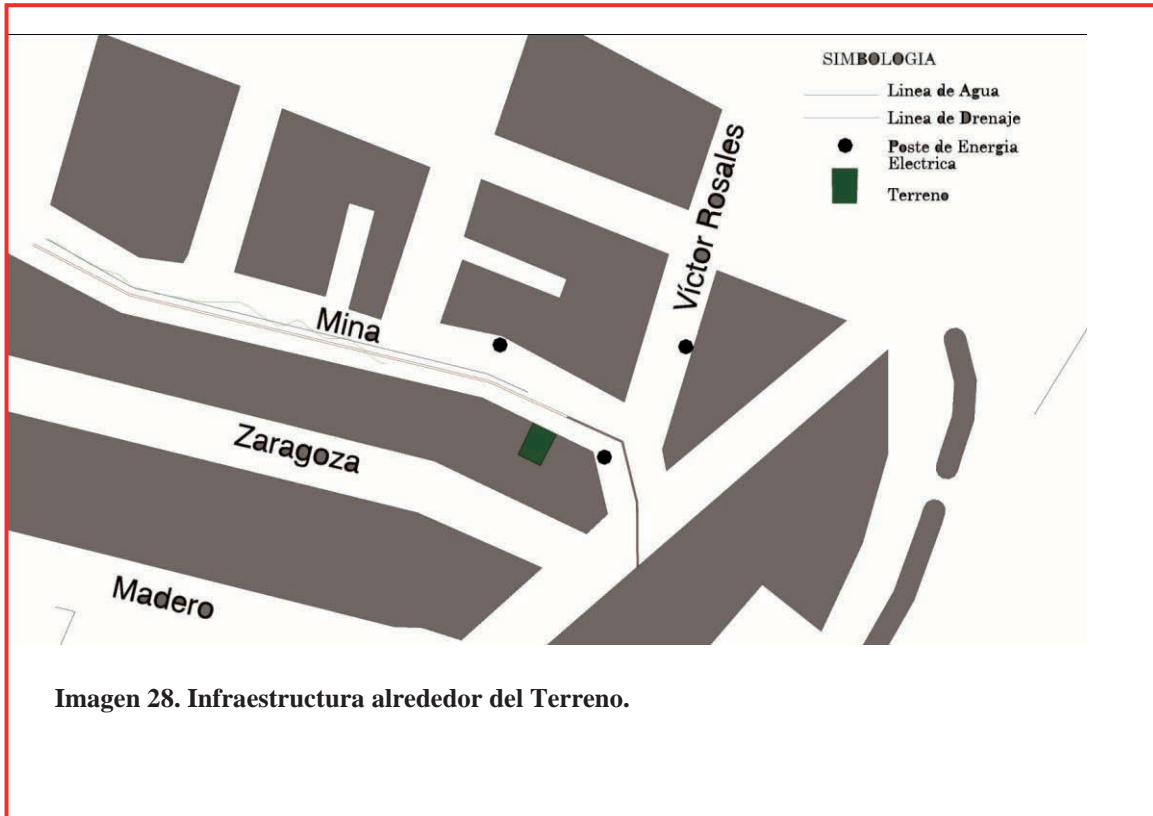 SIMBOLOGIA
Linea de Agua
Linea de Drenaje
Poste de Energia
Electrica
Terreno
Víctor Rosales
Mina
Zaragoza
Madero
Imagen 28. Infraestructura alrededor del Terreno.